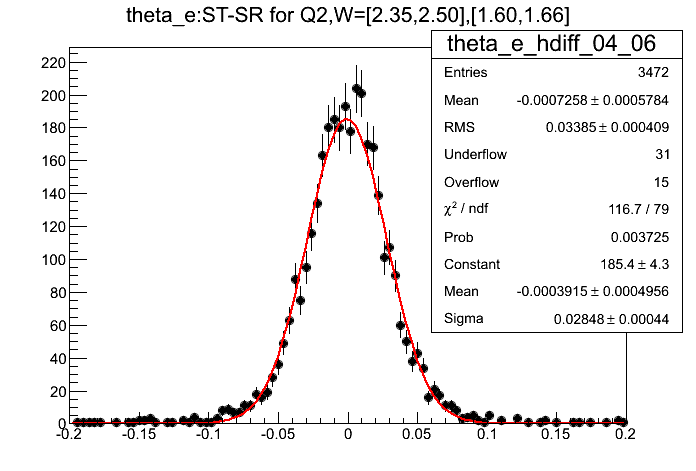 theta_e:ST-SR for Q2,W=[2.35,2.50],[1.60,1.66]
theta_e_hdiff_04_06
Entries 3472
Mean -0.0007258 ± 0.0005784
RMS 0.03385 ± 0.000409
Underflow 31
Overflow 15
χ² / ndf 116.7 / 79
Prob 0.003725
Constant 185.4 ± 4.3
Mean -0.0003915 ± 0.0004956
Sigma 0.02848 ± 0.00044
220
200
180
160
140
120
100
80
60
40
20
0
-0.2 -0.15 -0.1 -0.05 0 0.05 0.1 0.15 0.2